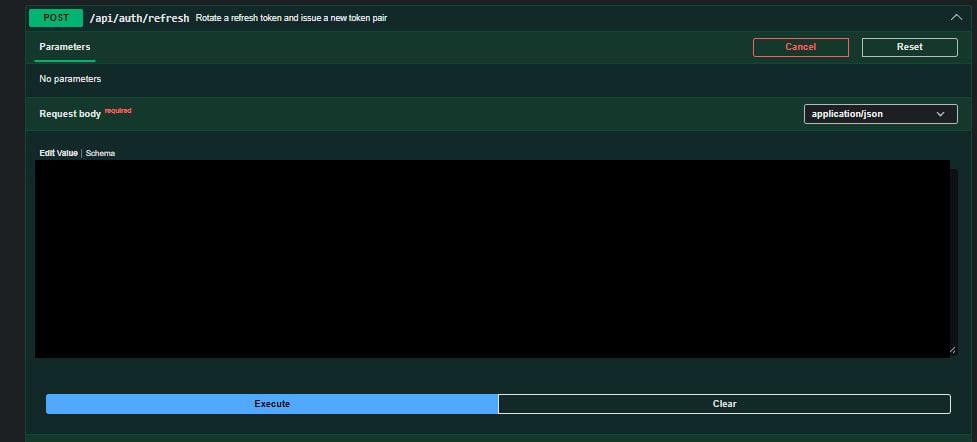 POST /api/auth/refresh Rotate a refresh token and issue a new token pair
Parameters Cancel Reset
No parameters
Request body required application/json
Edit Value | Schema
Execute Clear